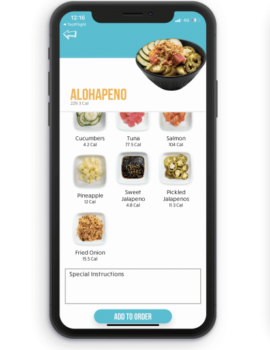 12:16
4G
TestFlight
ALOHAPENO
229.3 Cal
Cucumbers
4.2 Cal
Tuna
77.5 Cal
Salmon
104 Cal
Pineapple
12 Cal
Sweet
Jalapeno
4.8 Cal
Pickled
Jalapenos
11.3 Cal
Fried Onion
15.5 Cal
Special Instructions
ADD TO ORDER